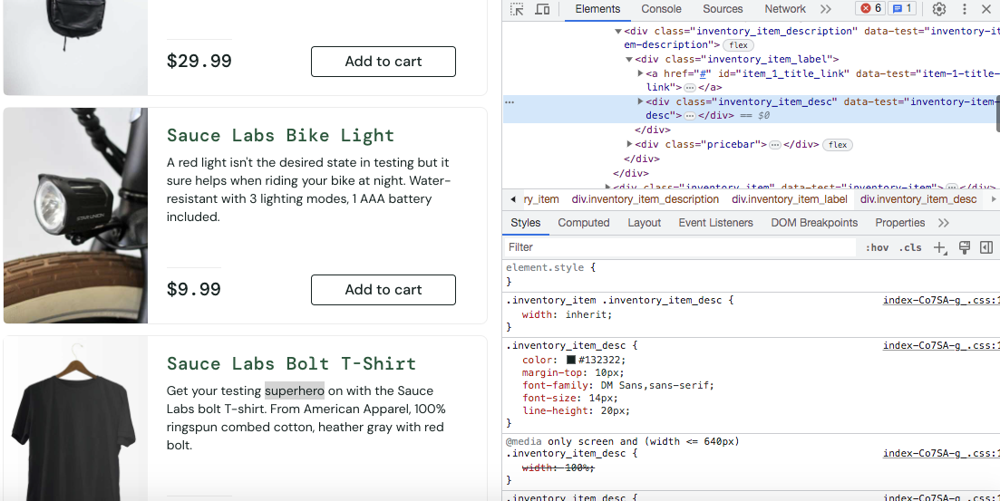 $29.99
Add to cart
Sauce Labs Bike Light
A red light isn't the desired state in testing but it
sure helps when riding your bike at night. Water-
resistant with 3 lighting modes, 1 AAA battery
included.
$9.99
Add to cart
STAR UNION
Sauce Labs Bolt T-Shirt
Get your testing superhero on with the Sauce
Labs bolt T-shirt. From American Apparel, 100%
ringspun combed cotton, heather gray with red
bolt.
Elements Console Sources Network 6 1
<div class="inventory_item_description" data-test="inventory-it
em-description"> flex
<div class="inventory_item_label">
<a href="#" id="item_1_title_link" data-test="item-1-title-
link"> … </a>
<div class="inventory_item_desc" data-test="inventory-item-
desc"> … </div> == $0
</div>
<div class="pricebar"> … </div> flex
</div>
</div>
<div class="inventory_item" data-test="inventory-item"> … </div>
ry_item div.inventory_item_description div.inventory_item_label div.inventory_item_desc
Styles Computed Layout Event Listeners DOM Breakpoints Properties
Filter :hov .cls
element.style {
}
.inventory_item .inventory_item_desc { index-Co7SA-g_.css:1
width: inherit;
}
.inventory_item_desc { index-Co7SA-g_.css:1
color: #132322;
margin-top: 10px;
font-family: DM Sans,sans-serif;
font-size: 14px;
line-height: 20px;
}
@media only screen and (width <= 640px)
.inventory_item_desc { index-Co7SA-g_.css:1
width: 100%;
}
.inventory_item_desc { index-Co7SA-g_.css:1